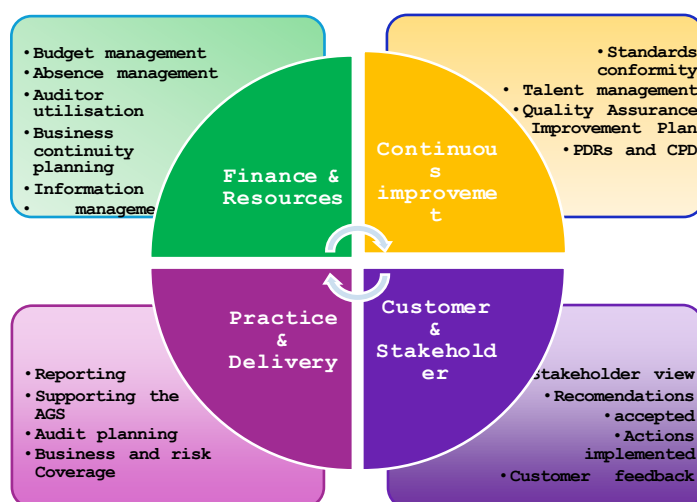 • Budget management
• Absence management
• Auditor
utilisation
• Business
continuity
planning
• Information
• manageme
• Standards
conformity
• Talent management
• Quality Assurance
Improvement Plan
• PDRs and CPD
Finance &
Resources
Continuou
s
improveme
t
Practice
&
Delivery
Customer
&
Stakehold
er
• Reporting
• Supporting the
AGS
• Audit planning
• Business and risk
Coverage
takeholder view
• Recomendations
• accepted
• Actions
implemented
• Customer feedback